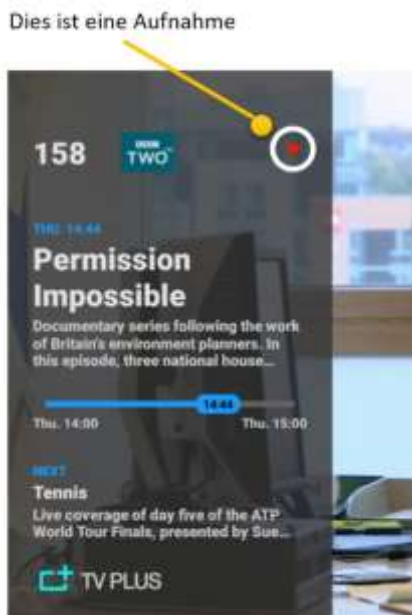 Dies ist eine Aufnahme
158
BBC
TWO
THU. 14:44
Permission
Impossible
Documentary series following the work
of Britain's environment planners. In
this episode, three national house...
14:44
Thu. 14:00
Thu. 15:00
NEXT
Tennis
Live coverage of day five of the ATP
World Tour Finals, presented by Sue...
TV PLUS